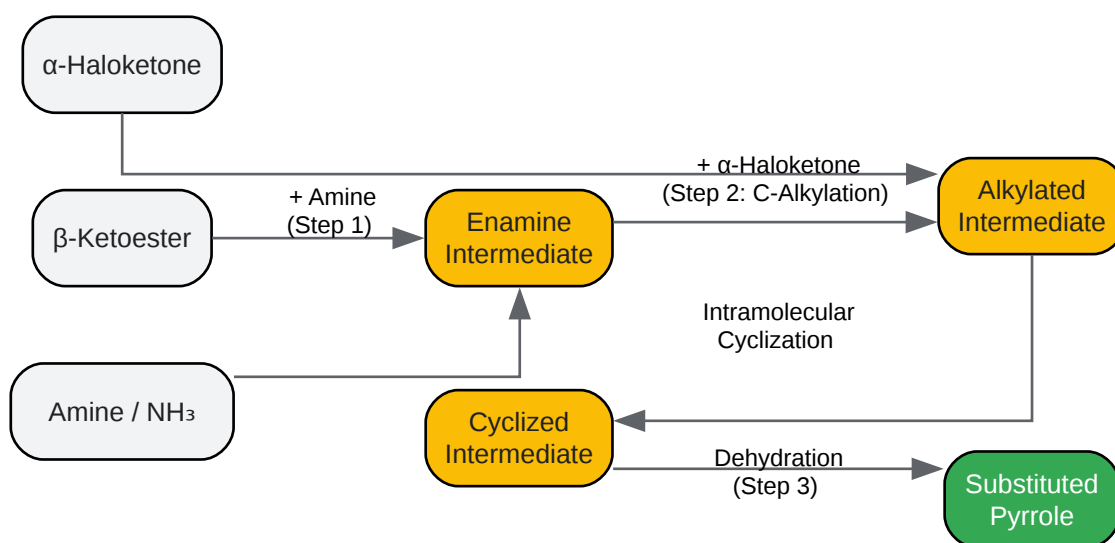 α-Haloketone
+ α-Haloketone
(Step 2: C-Alkylation)
Alkylated
Intermediate
+ Amine
(Step 1)
β-Ketoester
Enamine
Intermediate
Intramolecular
Cyclization
Amine / NH₃
Cyclized
Intermediate
Dehydration
(Step 3)
Substituted
Pyrrole